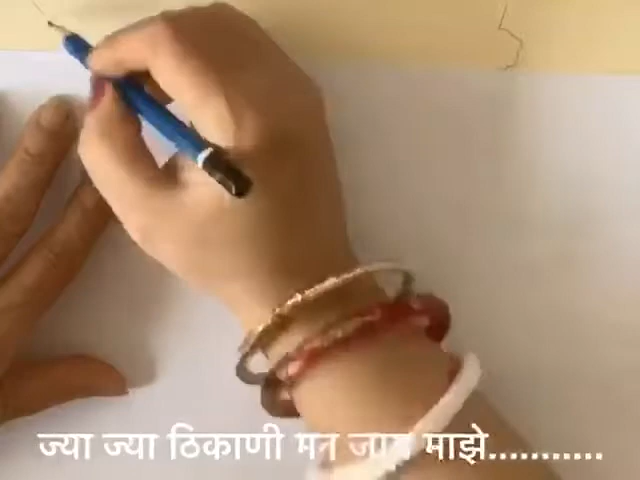 ज्या ज्या ठिकाणी मन जाय माझे...........